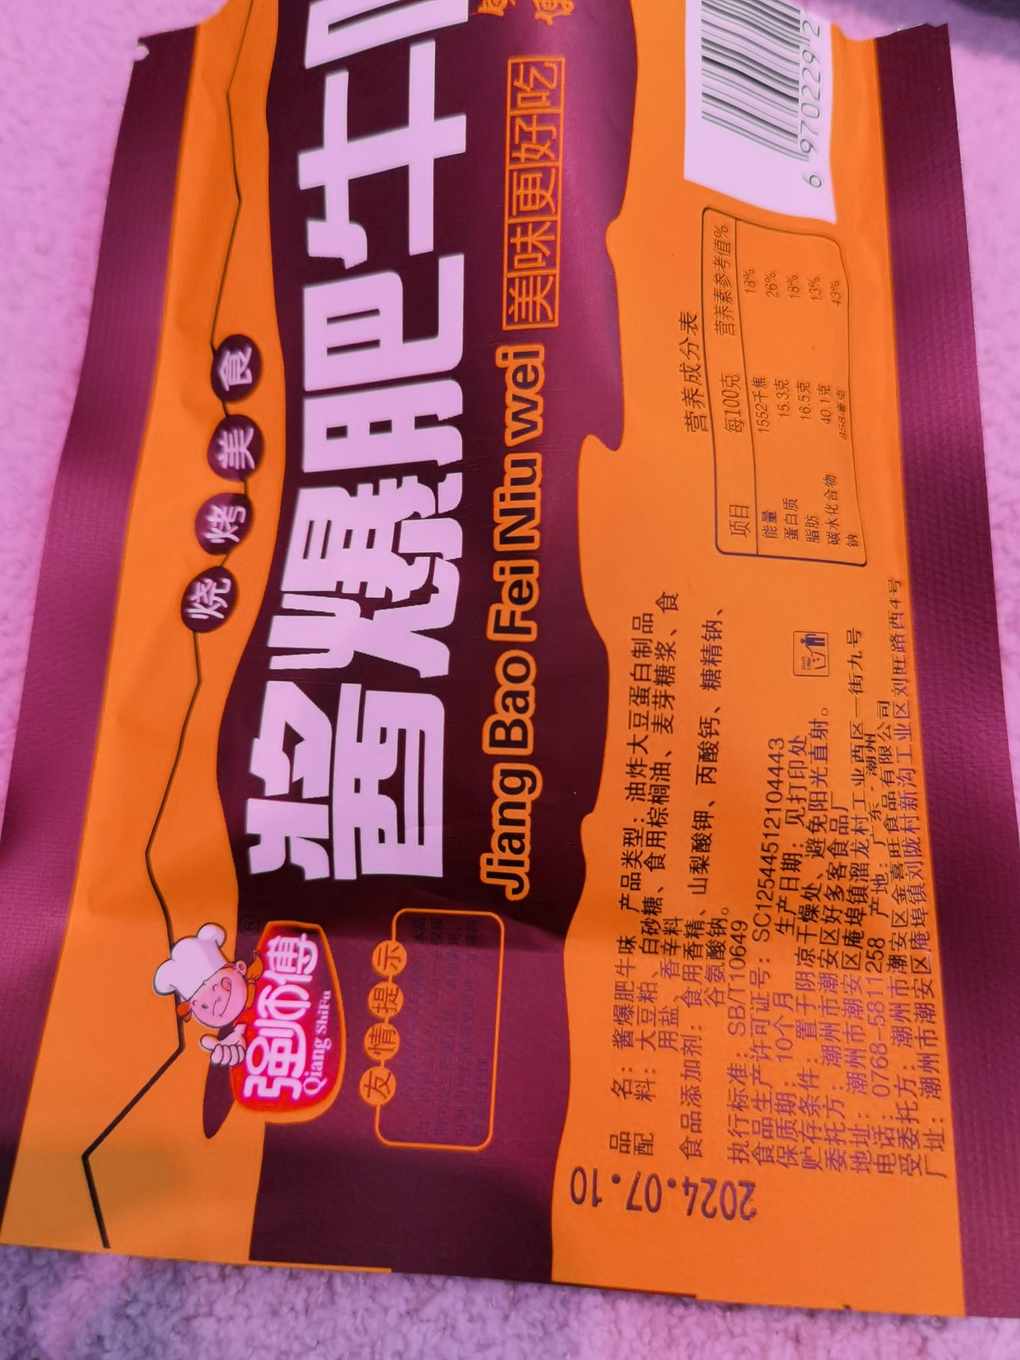 烧烤美食
强师傅
Qiang ShiFu
酱爆肥牛
Jiang Bao Fei Niu wei
美味更好吃
友情提示
品名：酱爆肥牛味 产品类型：油炸大豆蛋白制品
配料：大豆粕、白砂糖、食用棕榈油、麦芽糖浆、食
用盐、香辛料
食品添加剂：食用香精、山梨酸钾、丙酸钙、糖精钠、
谷氨酸钠。
执行标准：SB/T10649
食品生产许可证号：SC12544512104443
保质期：10个月 生产日期：见打印处
贮存条件：置于阴凉干燥处、避免阳光直射。
委托方：潮州市潮安区好多客食品厂
地址：潮州市潮安区庵埠镇溜龙村工业西区一街九号
电话：0768-5811258 产地：广东·潮州
受委托方：潮州市潮安区金喜旺食品有限公司
厂址：潮州市潮安区庵埠镇刘陇村新沟工业区刘旺路西4号
2024.07.10
营养成分表
项目 每100克 营养素参考值%
能量 1552千焦 18%
蛋白质 15.3克 26%
脂肪 16.5克 18%
碳水化合物 40.1克 13%
钠 43%
6 970229 2